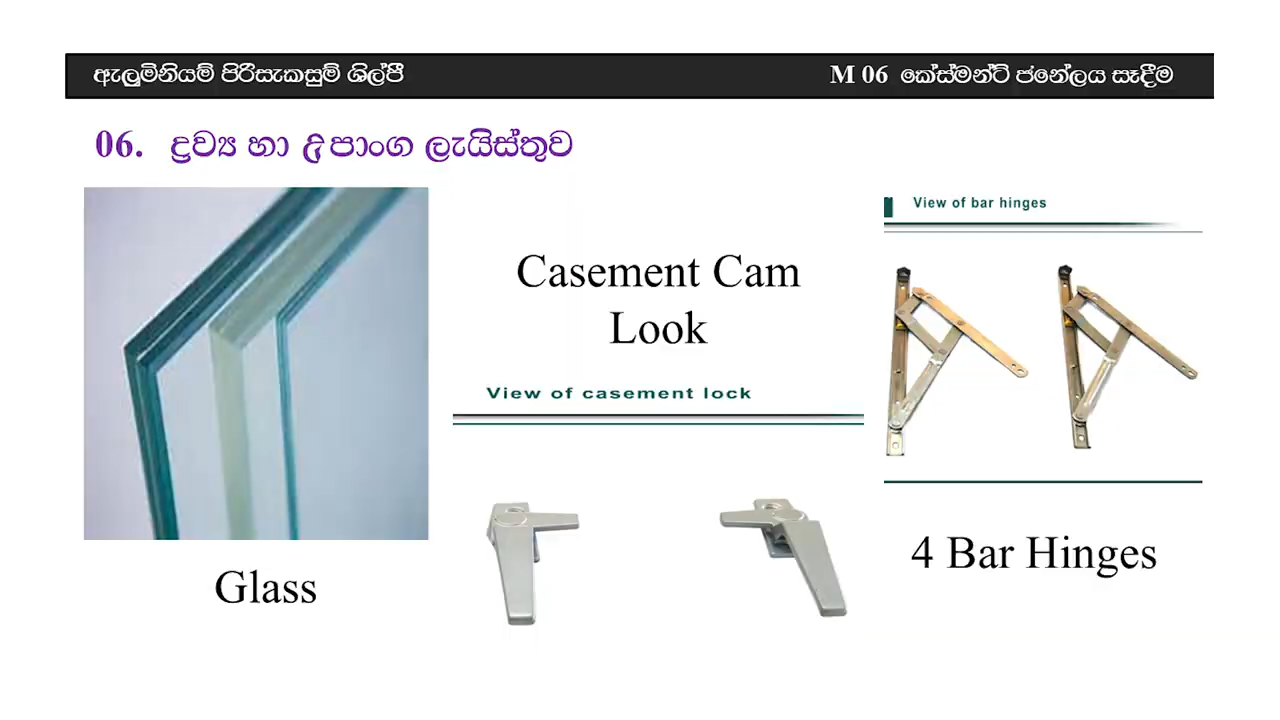 ඇලුමිනියම් පිරිසැකසුම් ශිල්පී
M 06 කේස්මන්ට් ජනේලය සෑදීම
06. ද්‍රව්‍ය හා උපාංග ලැයිස්තුව
View of bar hinges
Casement Cam
Look
View of casement lock
4 Bar Hinges
Glass